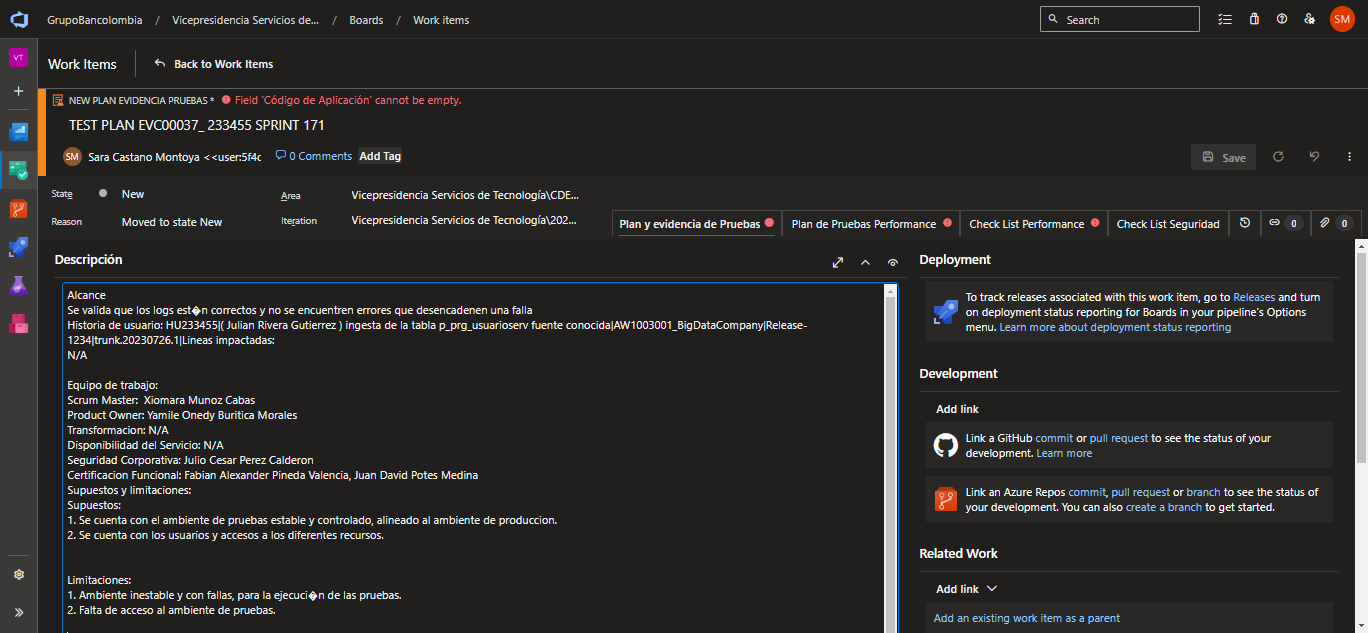 GrupoBancolombia / Vicepresidencia Servicios de... / Boards / Work items
Search
SM
VT
Work Items
Back to Work Items
NEW PLAN EVIDENCIA PRUEBAS * Field 'Código de Aplicación' cannot be empty.
TEST PLAN EVC00037_ 233455 SPRINT 171
SM Sara Castano Montoya <<user:5f4c
0 Comments
Add Tag
Save
State New
Area Vicepresidencia Servicios de Tecnología\CDE...
Reason Moved to state New
Iteration Vicepresidencia Servicios de Tecnología\202...
Plan y evidencia de Pruebas
Plan de Pruebas Performance
Check List Performance
Check List Seguridad
0
0
Descripción
Alcance
Se valida que los logs est�n correctos y no se encuentren errores que desencadenen una falla
Historia de usuario: HU233455|( Julian Rivera Gutierrez ) ingesta de la tabla p_prg_usuarioserv fuente conocida|AW1003001_BigDataCompany|Release-
1234|trunk.20230726.1|Lineas impactadas:
N/A
Equipo de trabajo:
Scrum Master:  Xiomara Munoz Cabas
Product Owner: Yamile Onedy Buritica Morales
Transformacion: N/A
Disponibilidad del Servicio: N/A
Seguridad Corporativa: Julio Cesar Perez Calderon
Certificacion Funcional: Fabian Alexander Pineda Valencia, Juan David Potes Medina
Supuestos y limitaciones:
Supuestos:
1. Se cuenta con el ambiente de pruebas estable y controlado, alineado al ambiente de produccion.
2. Se cuenta con los usuarios y accesos a los diferentes recursos.
Limitaciones:
1. Ambiente inestable y con fallas, para la ejecuci�n de las pruebas.
2. Falta de acceso al ambiente de pruebas.
Deployment
To track releases associated with this work item, go to Releases and turn
on deployment status reporting for Boards in your pipeline's Options
menu. Learn more about deployment status reporting
Development
Add link
Link a GitHub commit or pull request to see the status of your
development. Learn more
Link an Azure Repos commit, pull request or branch to see the status of
your development. You can also create a branch to get started.
Related Work
Add link
Add an existing work item as a parent